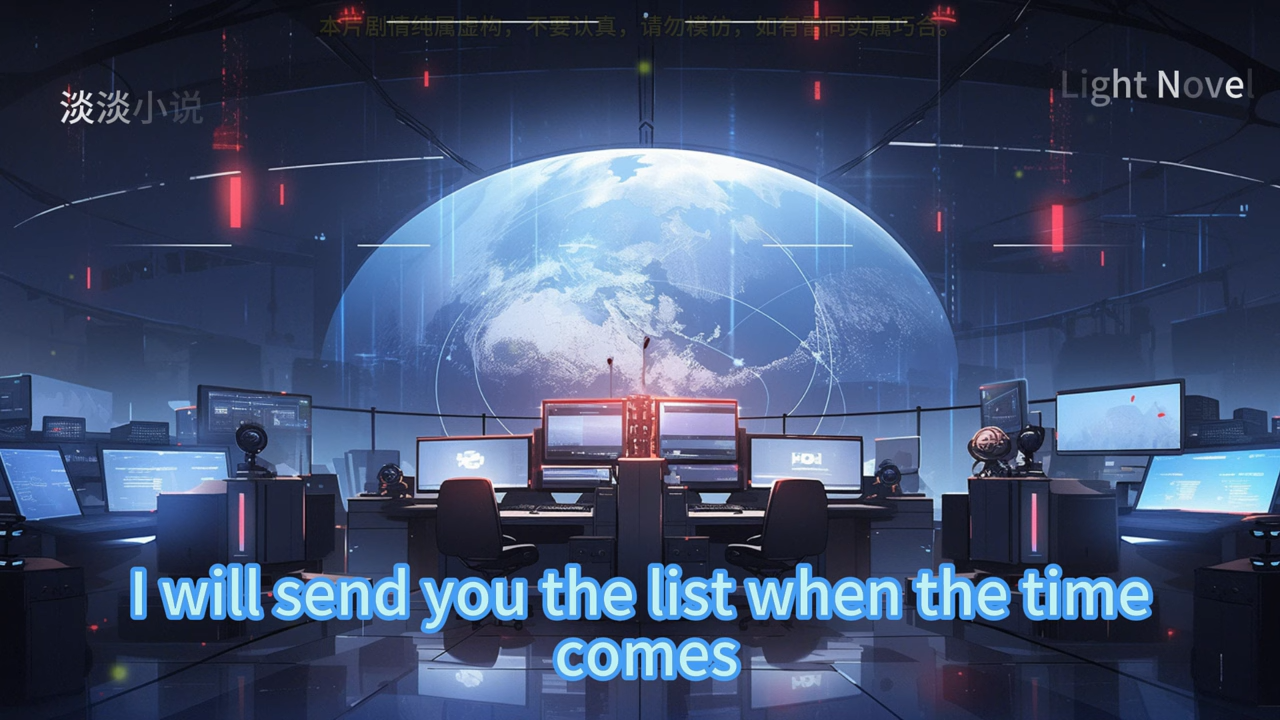 本片剧情纯属虚构，不要认真，请勿模仿，如有雷同实属巧合。
淡淡小说
Light Novel
I will send you the list when the time
comes